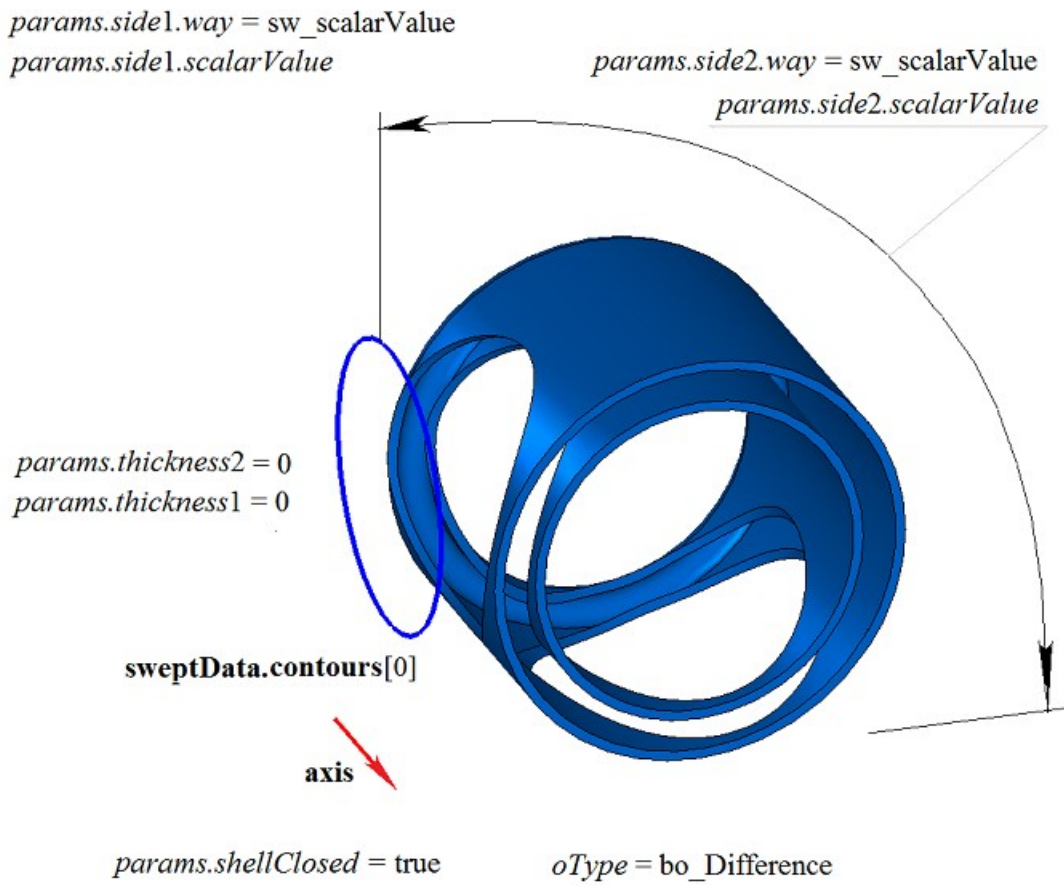 params.side1.way = sw_scalarValue
params.side1.scalarValue
params.side2.way = sw_scalarValue
params.side2.scalarValue
params.thickness2 = 0
params.thickness1 = 0
sweptData.contours[0]
axis
params.shellClosed = true
oType = bo_Difference